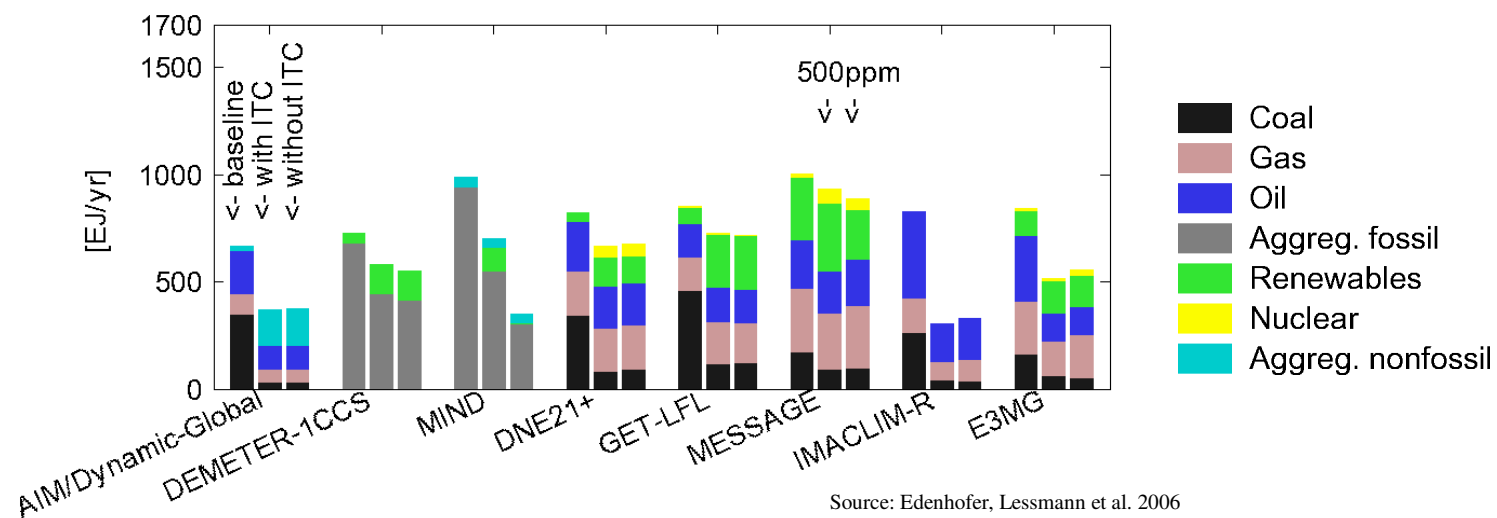 1700
1500
1000
500
0
[EJ/yr]
<- baseline
<- with ITC
<- without ITC
500ppm
<-
<-
AIM/Dynamic-Global
DEMETER-1CCS
MIND
DNE21+
GET-LFL
MESSAGE
IMACLIM-R
E3MG
Coal
Gas
Oil
Aggreg. fossil
Renewables
Nuclear
Aggreg. nonfossil
Source: Edenhofer, Lessmann et al. 2006